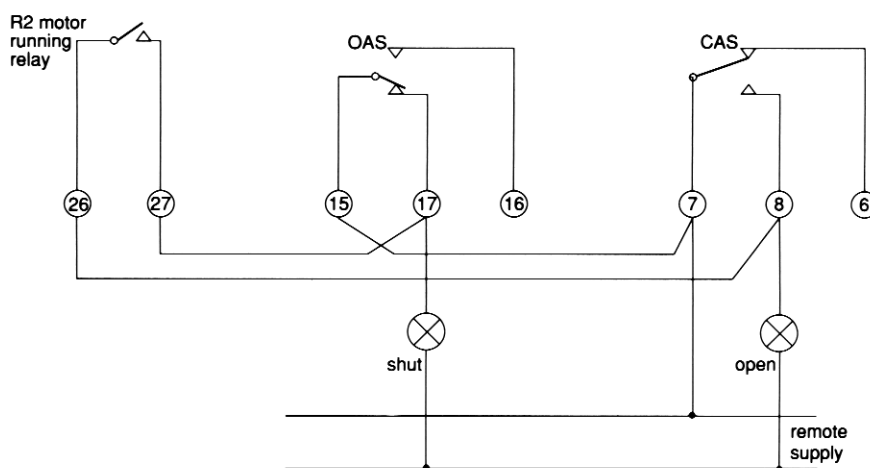 R2 motor
running
relay
OAS
CAS
26
27
15
17
16
7
8
6
shut
open
remote
supply